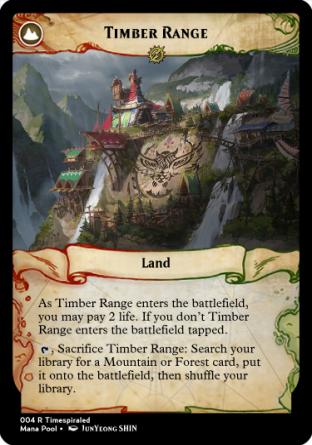 TIMBER RANGE
Land
As Timber Range enters the battlefield,
you may pay 2 life. If you don't Timber
Range enters the battlefield tapped.
, Sacrifice Timber Range: Search your
library for a Mountain or Forest card, put
it onto the battlefield, then shuffle your
library.
004 R Timespiraled
Mana Pool • JUNYEONG SHIN